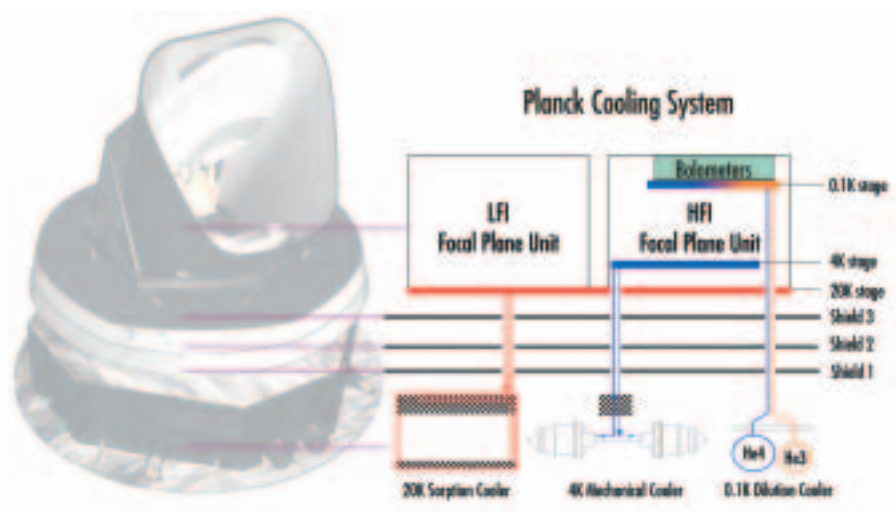 Planck Cooling System
Bolometers
0.1K stage
LFI
Focal Plane Unit
HFI
Focal Plane Unit
4K stage
20K stage
Shield 3
Shield 2
Shield 1
He4
He3
20K Sorption Cooler
4K Mechanical Cooler
0.1K Dilution Cooler